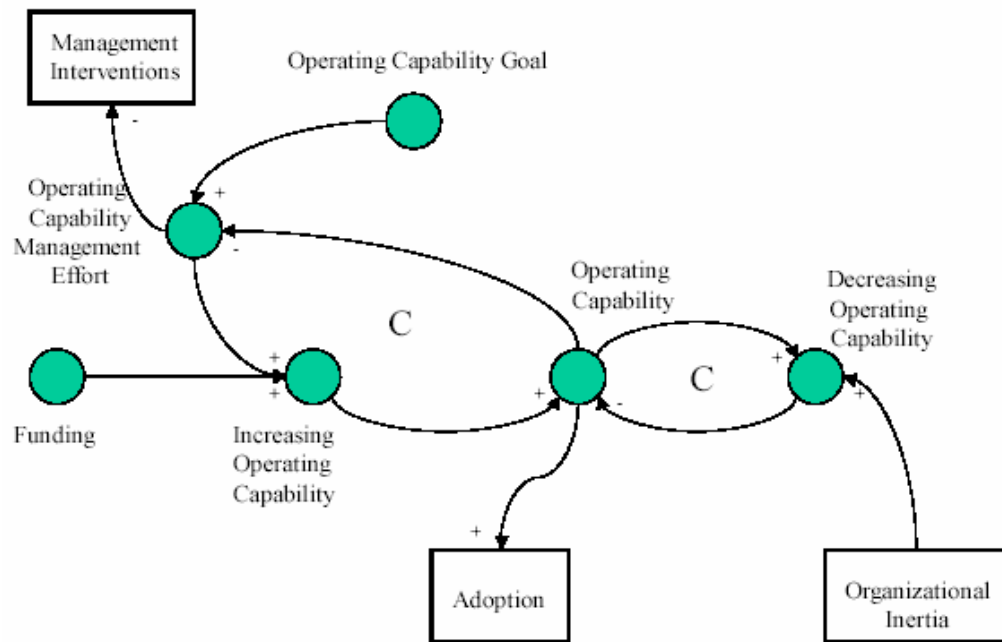 Management
Interventions
Operating Capability Goal
-
+
Operating
Capability
Management
Effort
-
Operating
Capability
Decreasing
Operating
Capability
C
C
+
+
+
-
+
+
Funding
Increasing
Operating
Capability
+
Adoption
Organizational
Inertia